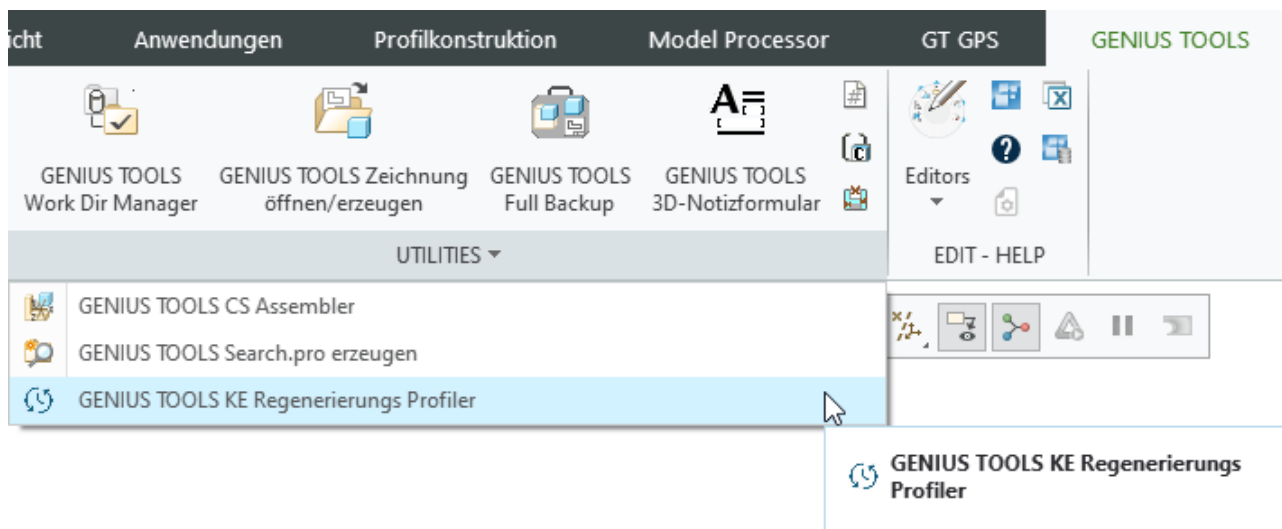 icht Anwendungen Profilkonstruktion Model Processor GT GPS GENIUS TOOLS
GENIUS TOOLS
Work Dir Manager
GENIUS TOOLS Zeichnung
öffnen/erzeugen
GENIUS TOOLS
Full Backup
GENIUS TOOLS
3D-Notizformular
Editors
UTILITIES
EDIT - HELP
GENIUS TOOLS CS Assembler
GENIUS TOOLS Search.pro erzeugen
GENIUS TOOLS KE Regenerierungs Profiler
GENIUS TOOLS KE Regenerierungs
Profiler